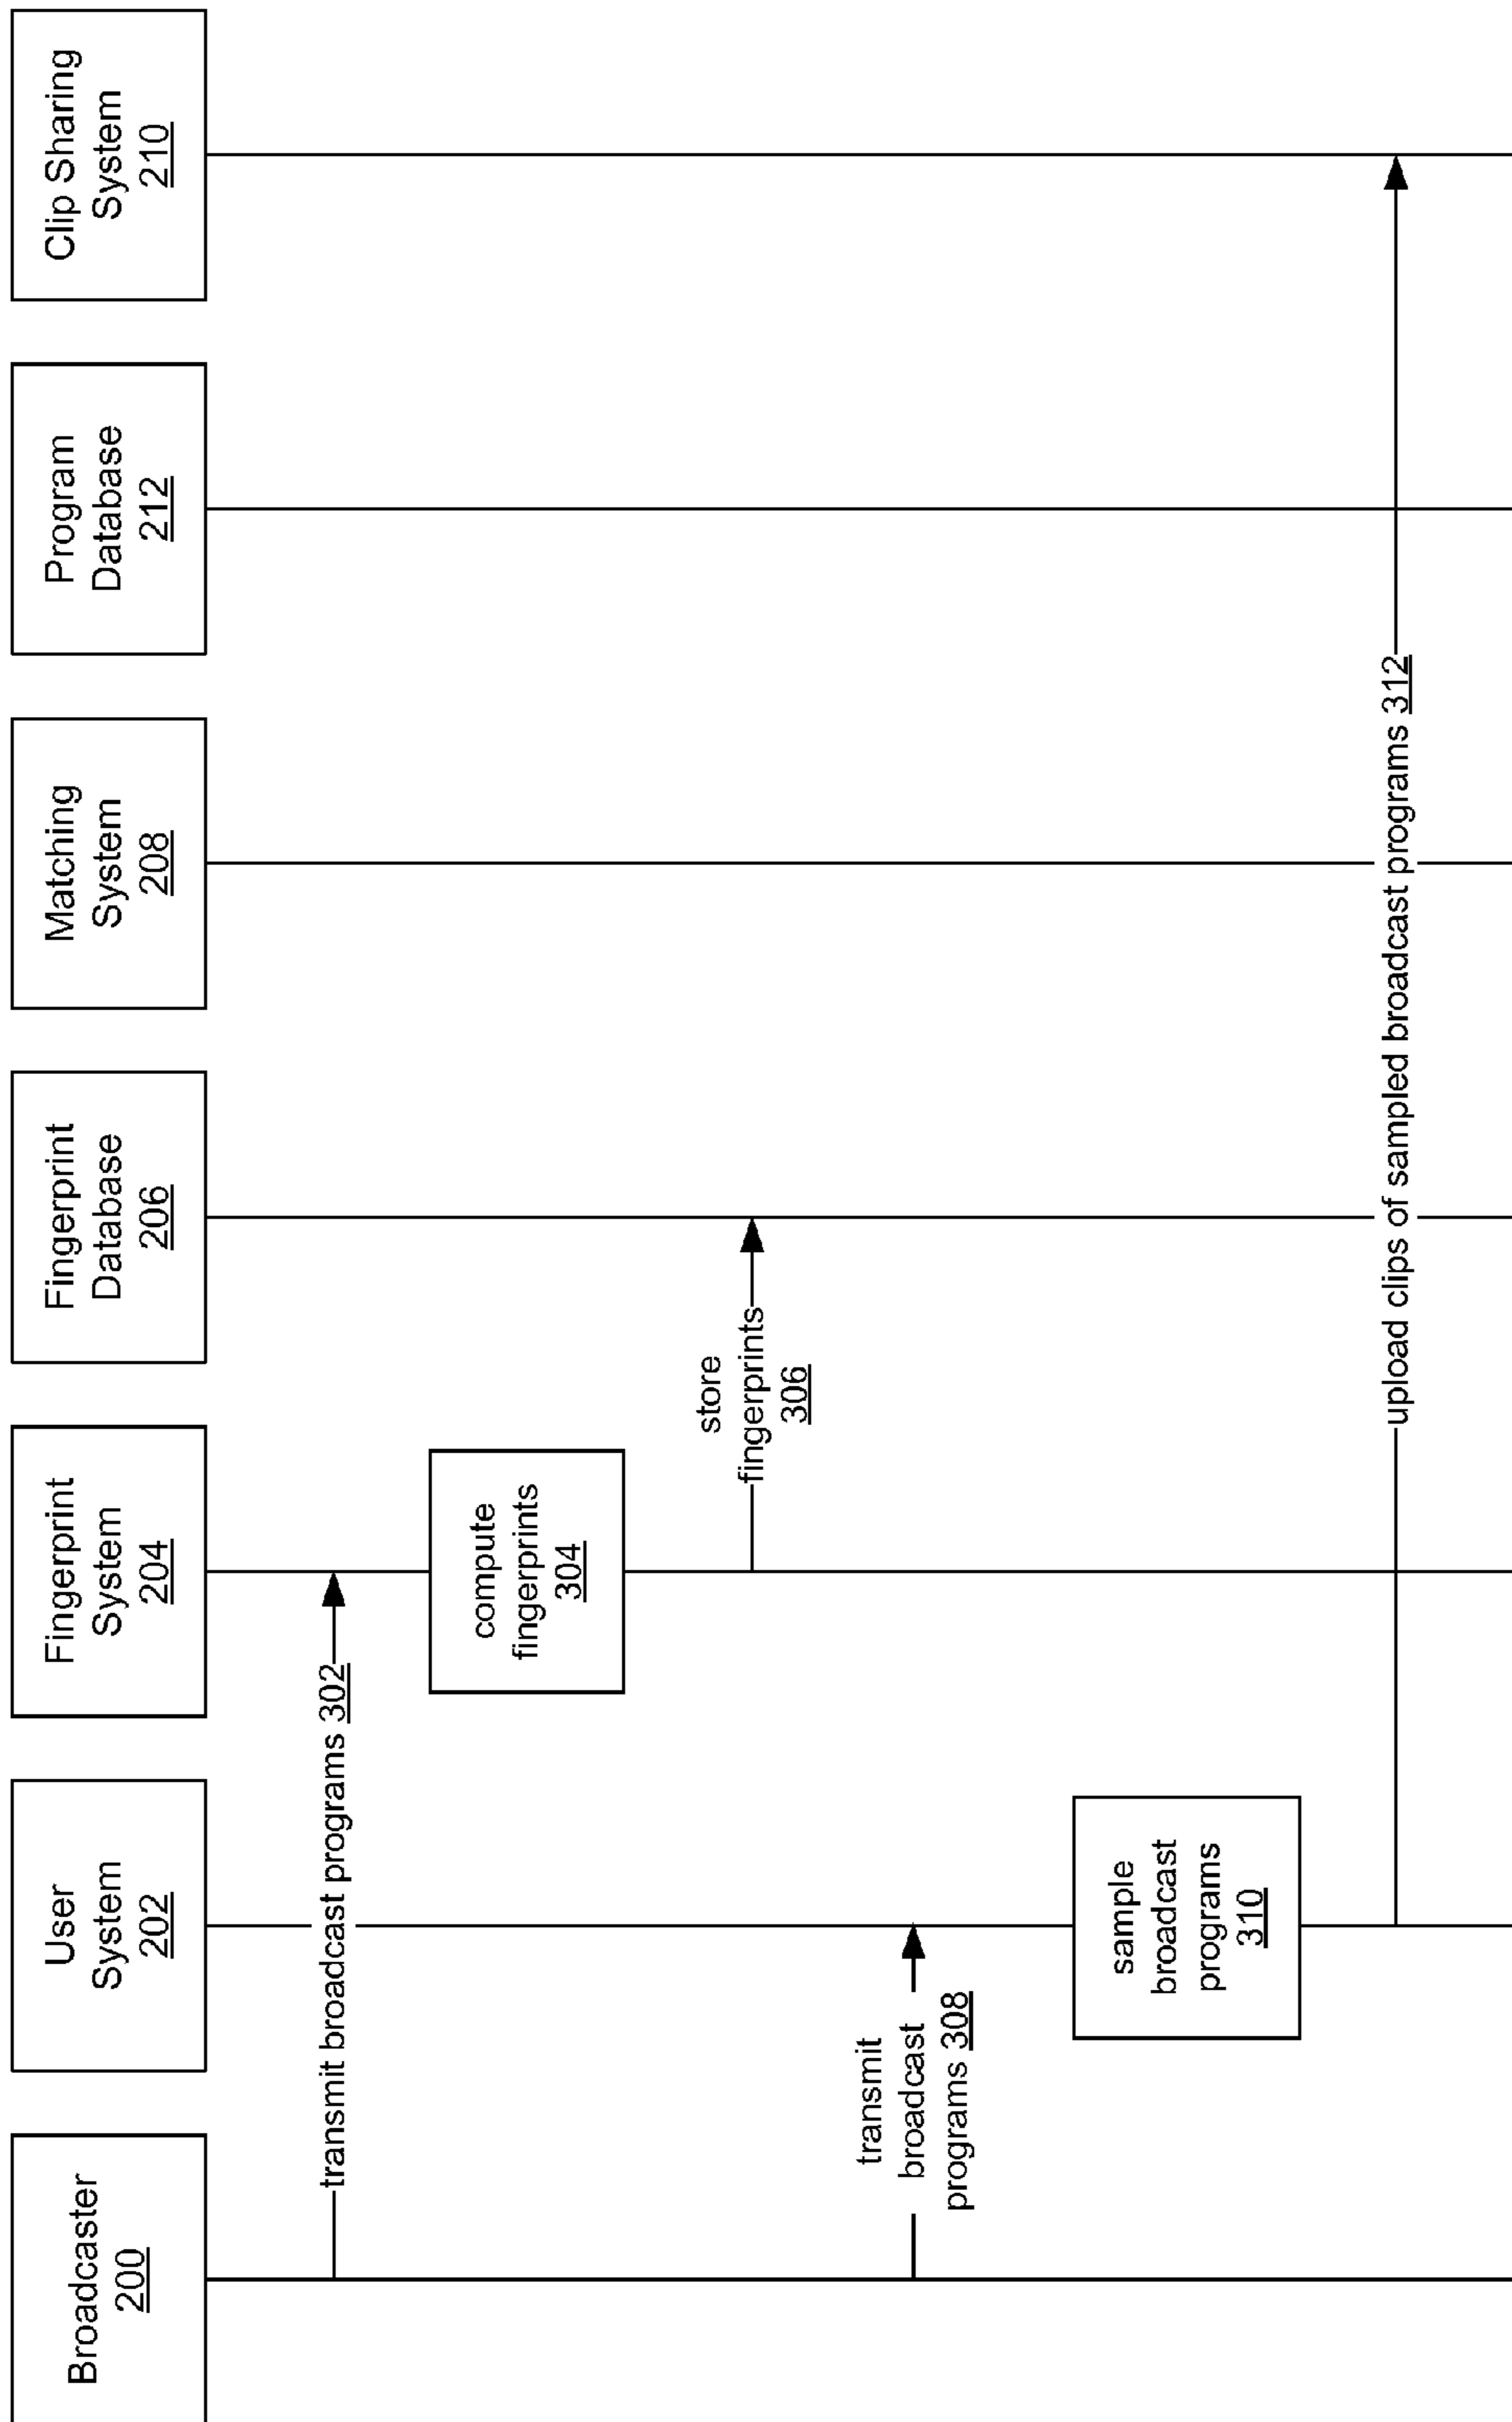 Broadcaster
200
User
System
202
Fingerprint
System
204
Fingerprint
Database
206
Matching
System
208
Program
Database
212
Clip Sharing
System
210
transmit broadcast programs 302
compute
fingerprints
304
store
fingerprints
306
transmit
broadcast
programs 308
sample
broadcast
programs
310
upload clips of sampled broadcast programs 312